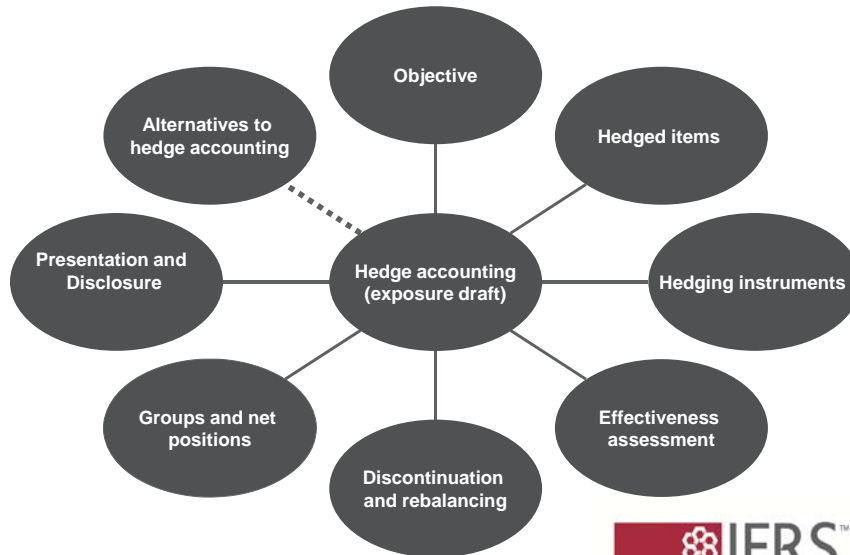 Objective
Alternatives to
hedge accounting
Hedged items
Presentation and
Disclosure
Hedge accounting
(exposure draft)
Hedging instruments
Groups and net
positions
Effectiveness
assessment
Discontinuation
and rebalancing
IFRS™